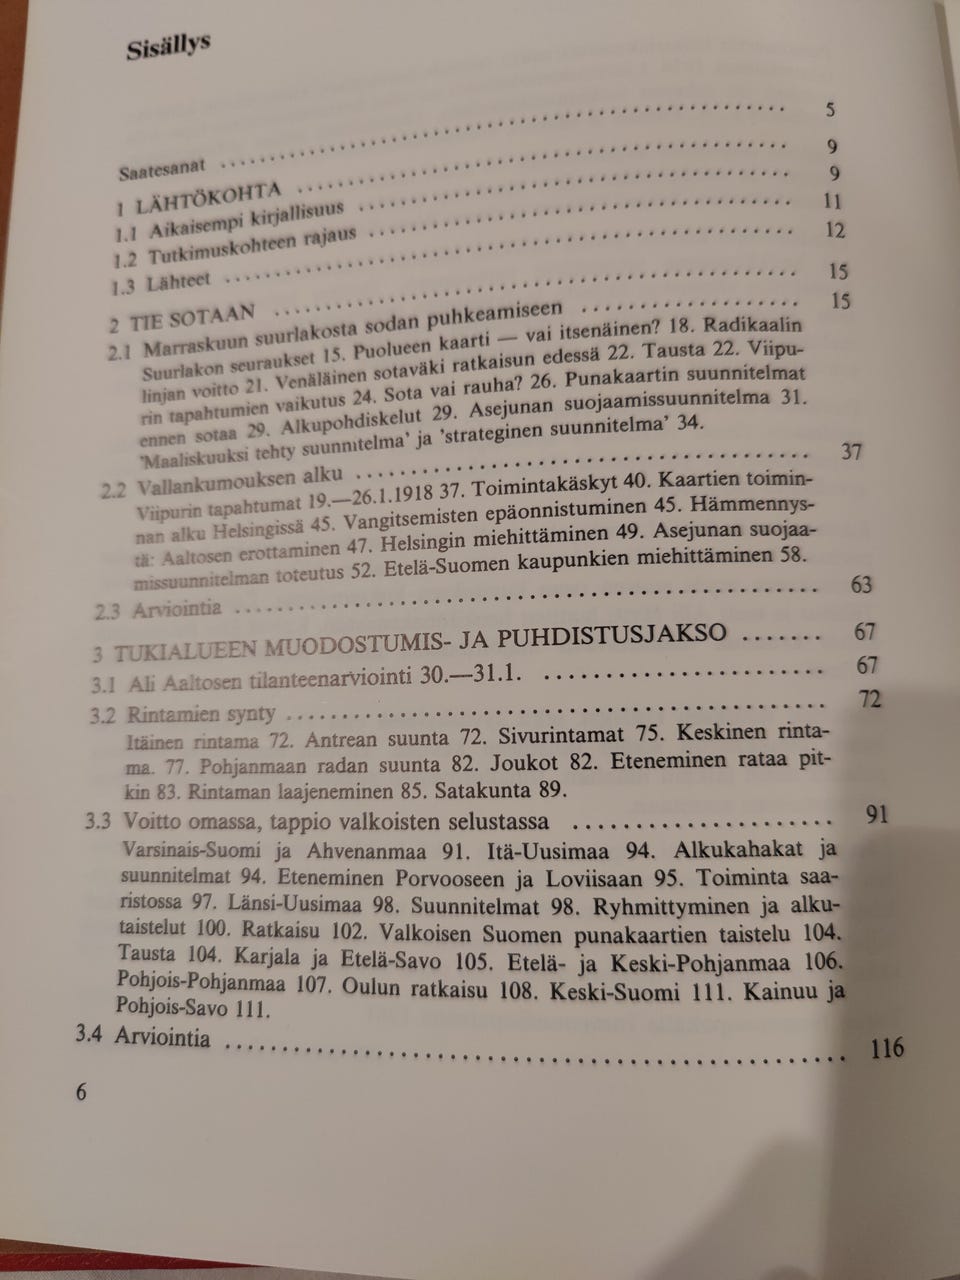 Sisällys
Saatesanat ........ 5
1 LÄHTÖKOHTA ........ 9
1.1 Aikaisempi kirjallisuus ........ 9
1.2 Tutkimuskohteen rajaus ........ 11
1.3 Lähteet ........ 12
2 TIE SOTAAN ........ 15
2.1 Marraskuun suurlakosta sodan puhkeamiseen ........ 15
Suurlakon seuraukset 15. Puolueen kaarti — vai itsenäinen? 18. Radikaalin
linjan voitto 21. Venäläinen sotaväki ratkaisun edessä 22. Tausta 22. Viipu-
rin tapahtumien vaikutus 24. Sota vai rauha? 26. Punakaartin suunnitelmat
ennen sotaa 29. Alkupohdiskelut 29. Asejunan suojaamissuunnitelma 31.
'Maaliskuuksi tehty suunnitelma' ja 'strateginen suunnitelma' 34.
2.2 Vallankumouksen alku ........ 37
Viipurin tapahtumat 19.—26.1.1918 37. Toimintakäskyt 40. Kaartien toimin-
nan alku Helsingissä 45. Vangitsemisten epäonnistuminen 45. Hämmennys-
tä: Aaltosen erottaminen 47. Helsingin miehittäminen 49. Asejunan suojaa-
missuunnitelman toteutus 52. Etelä-Suomen kaupunkien miehittäminen 58.
2.3 Arviointia ........ 63
3 TUKIALUEEN MUODOSTUMIS- JA PUHDISTUSJAKSO ....... 67
3.1 Ali Aaltosen tilanteenarviointi 30.—31.1. ........ 67
3.2 Rintamien synty ........ 72
Itäinen rintama 72. Antrean suunta 72. Sivurintamat 75. Keskinen rinta-
ma. 77. Pohjanmaan radan suunta 82. Joukot 82. Eteneminen rataa pit-
kin 83. Rintaman laajeneminen 85. Satakunta 89.
3.3 Voitto omassa, tappio valkoisten selustassa ........ 91
Varsinais-Suomi ja Ahvenanmaa 91. Itä-Uusimaa 94. Alkukahakat ja
suunnitelmat 94. Eteneminen Porvooseen ja Loviisaan 95. Toiminta saa-
ristossa 97. Länsi-Uusimaa 98. Suunnitelmat 98. Ryhmittyminen ja alku-
taistelut 100. Ratkaisu 102. Valkoisen Suomen punakaartien taistelu 104.
Tausta 104. Karjala ja Etelä-Savo 105. Etelä- ja Keski-Pohjanmaa 106.
Pohjois-Pohjanmaa 107. Oulun ratkaisu 108. Keski-Suomi 111. Kainuu ja
Pohjois-Savo 111.
3.4 Arviointia ........ 116
6